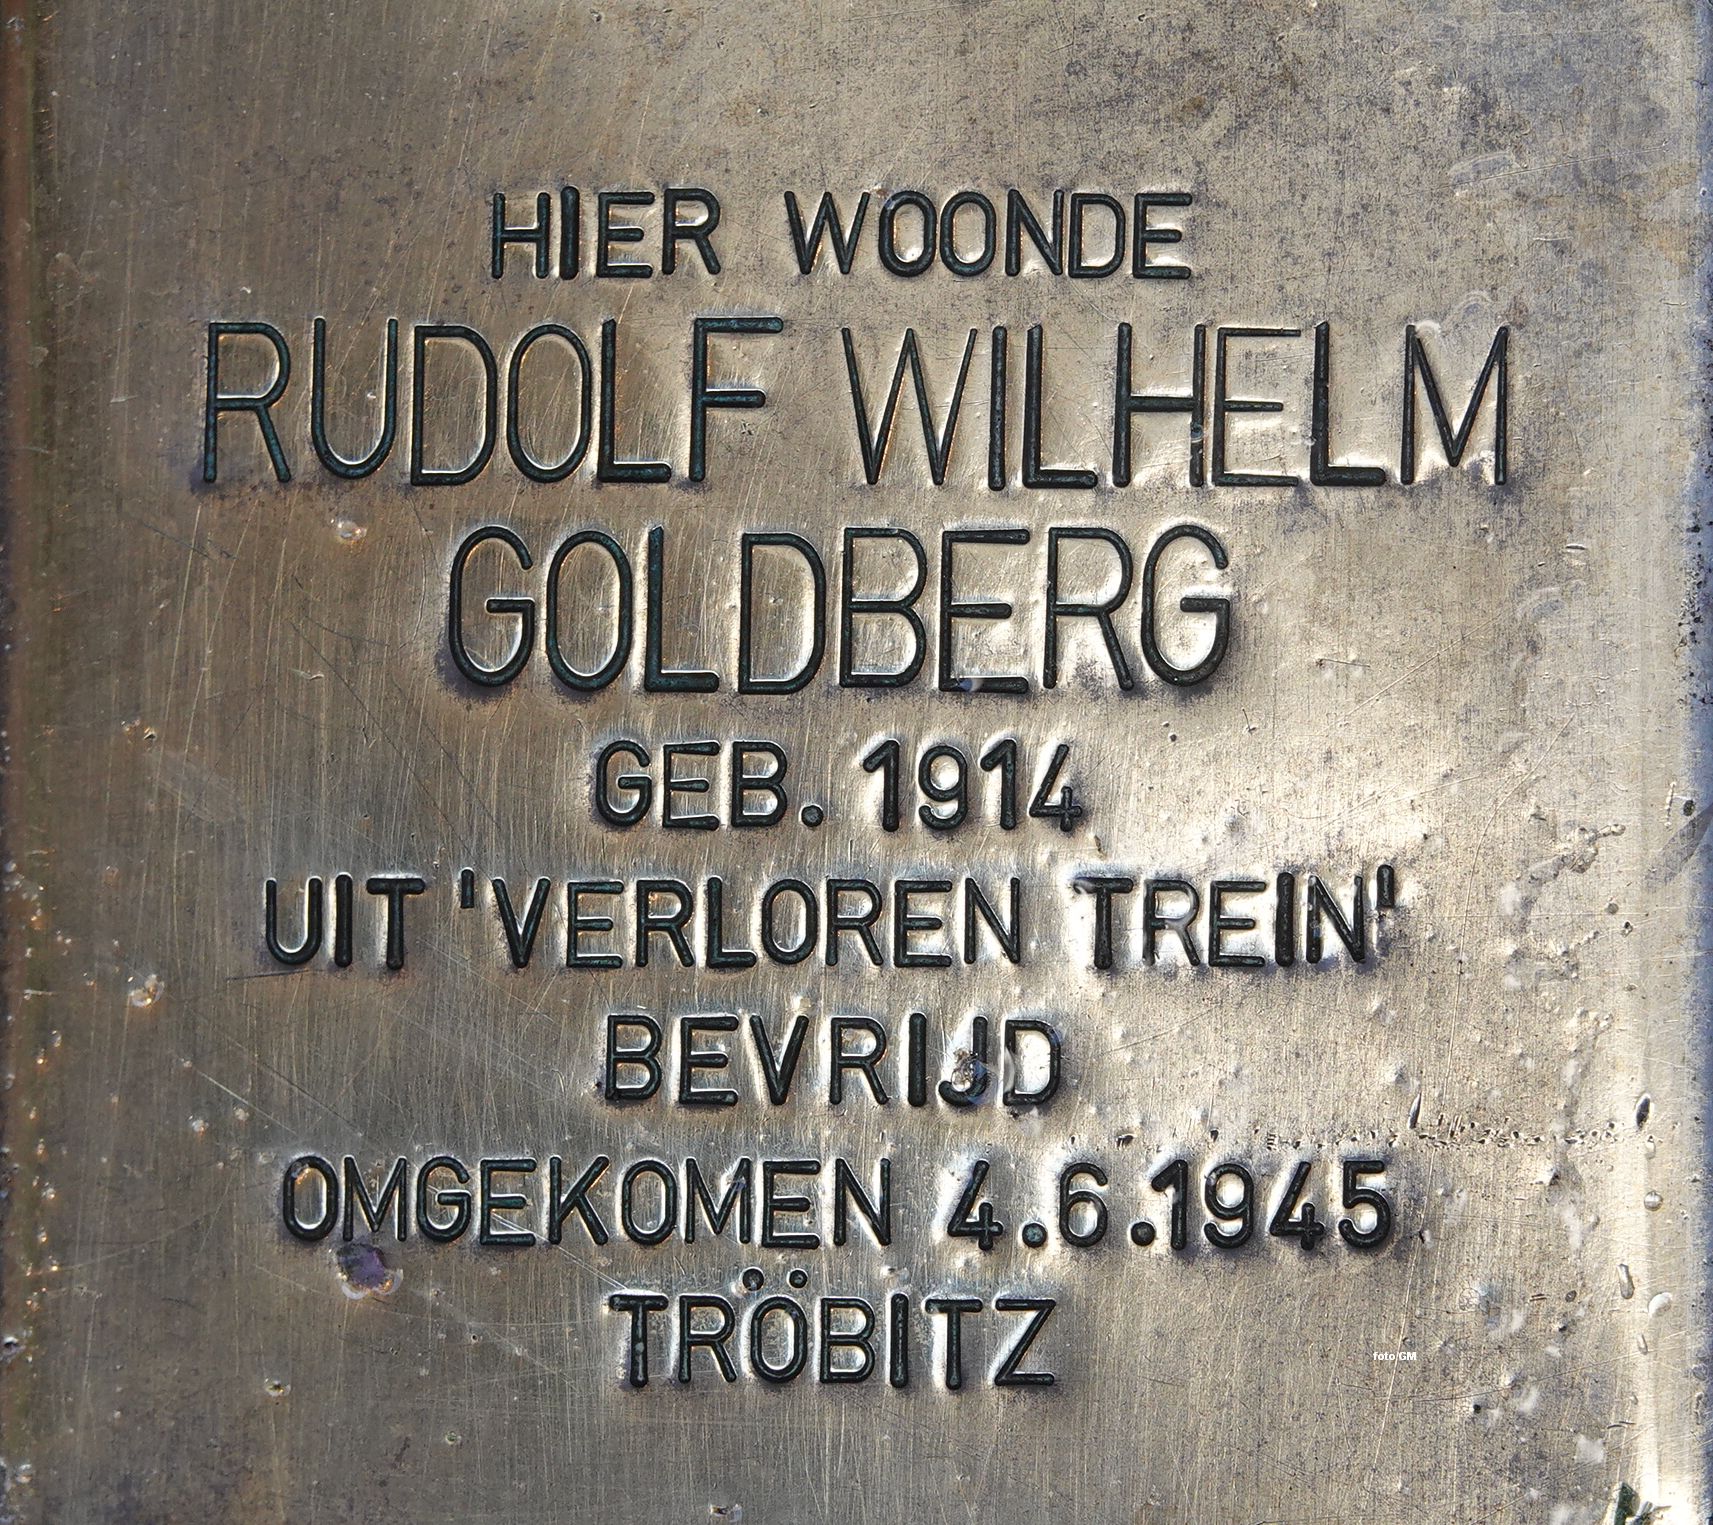 HIER WOONDE
RUDOLF WILHELM
GOLDBERG
GEB. 1914
UIT 'VERLOREN TREIN'
BEVRIJD
OMGEKOMEN 4.6.1945
TRÖBITZ
foto/GM